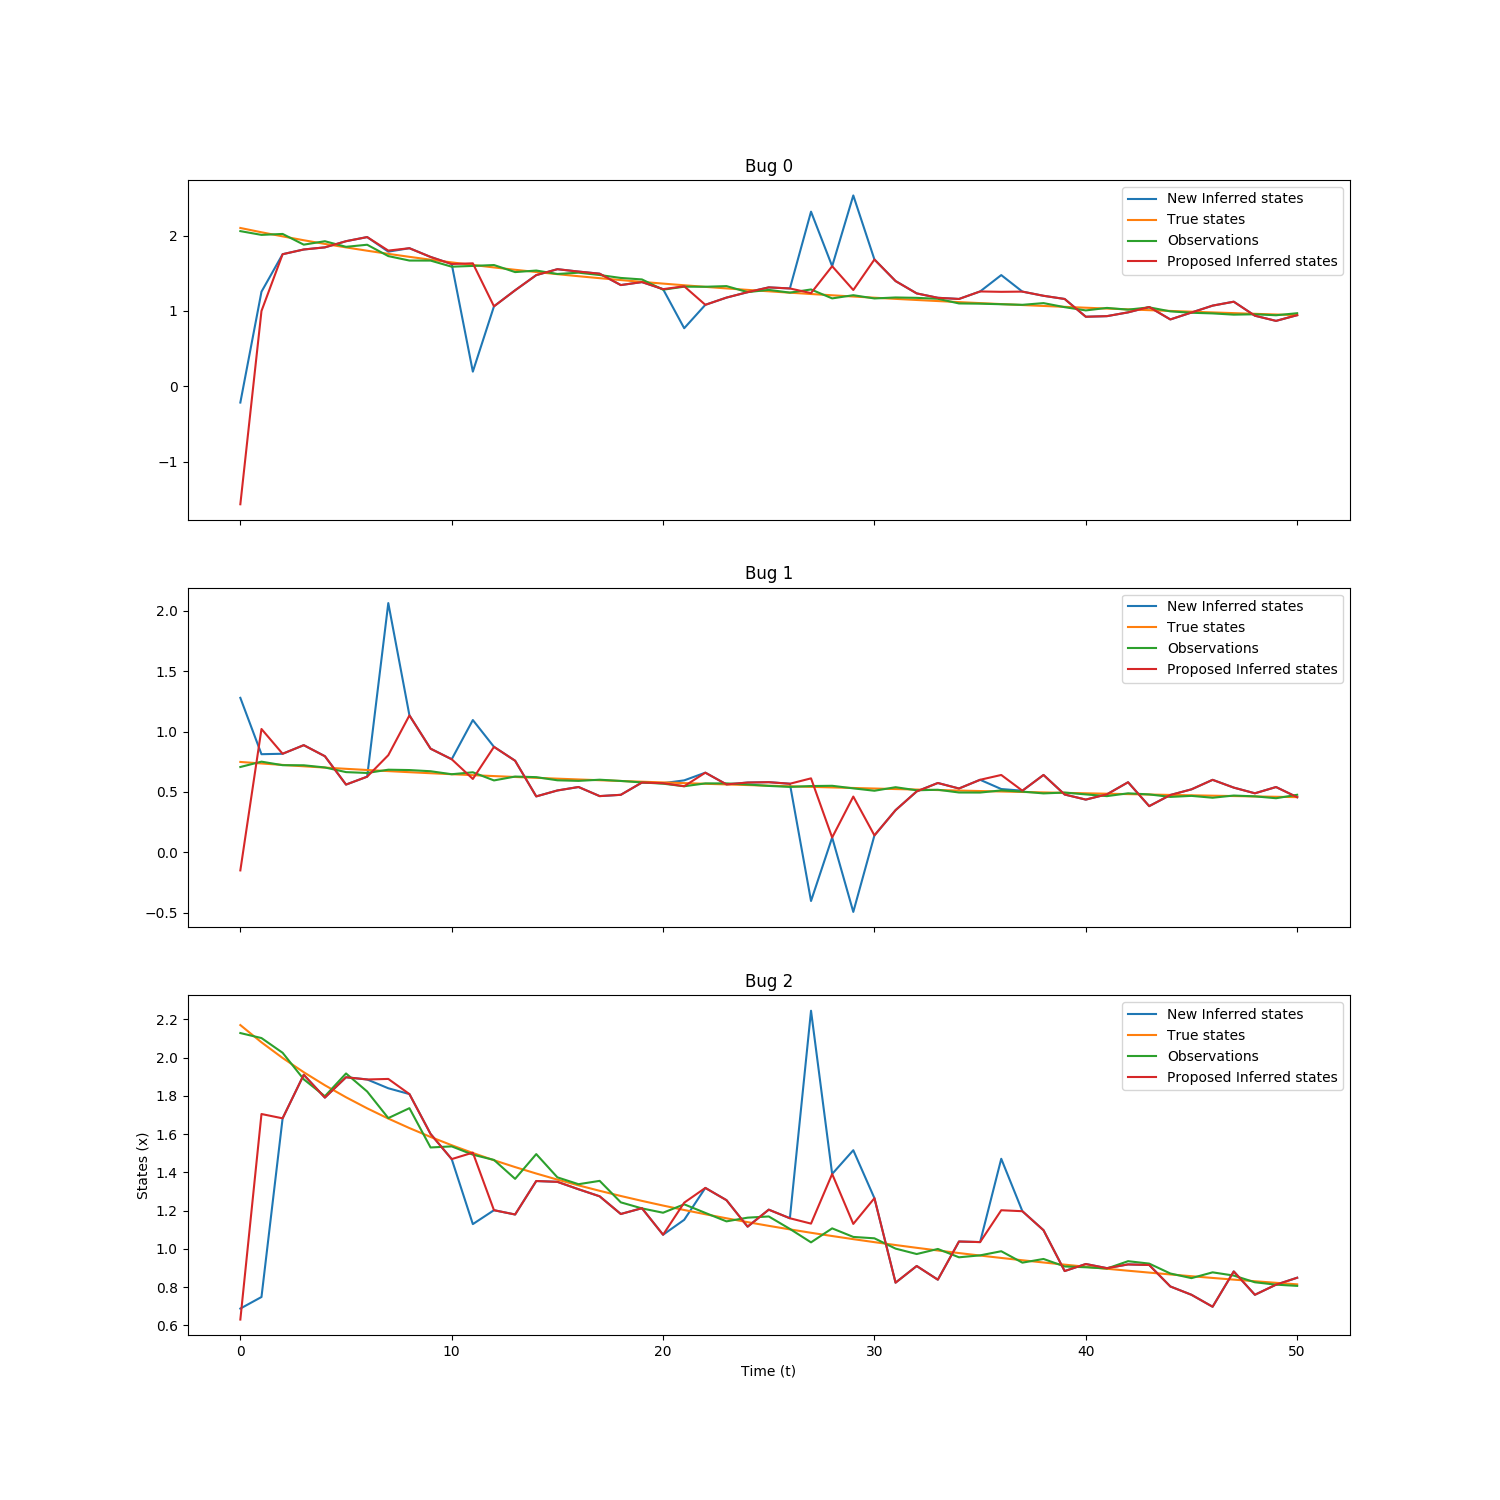 Bug 0
New Inferred states
True states
Observations
Proposed Inferred states
2
1
0
−1
Bug 1
New Inferred states
True states
Observations
Proposed Inferred states
2.0
1.5
1.0
0.5
0.0
−0.5
Bug 2
New Inferred states
True states
Observations
Proposed Inferred states
2.2
2.0
1.8
1.6
1.4
1.2
1.0
0.8
0.6
States (x)
0 10 20 30 40 50
Time (t)